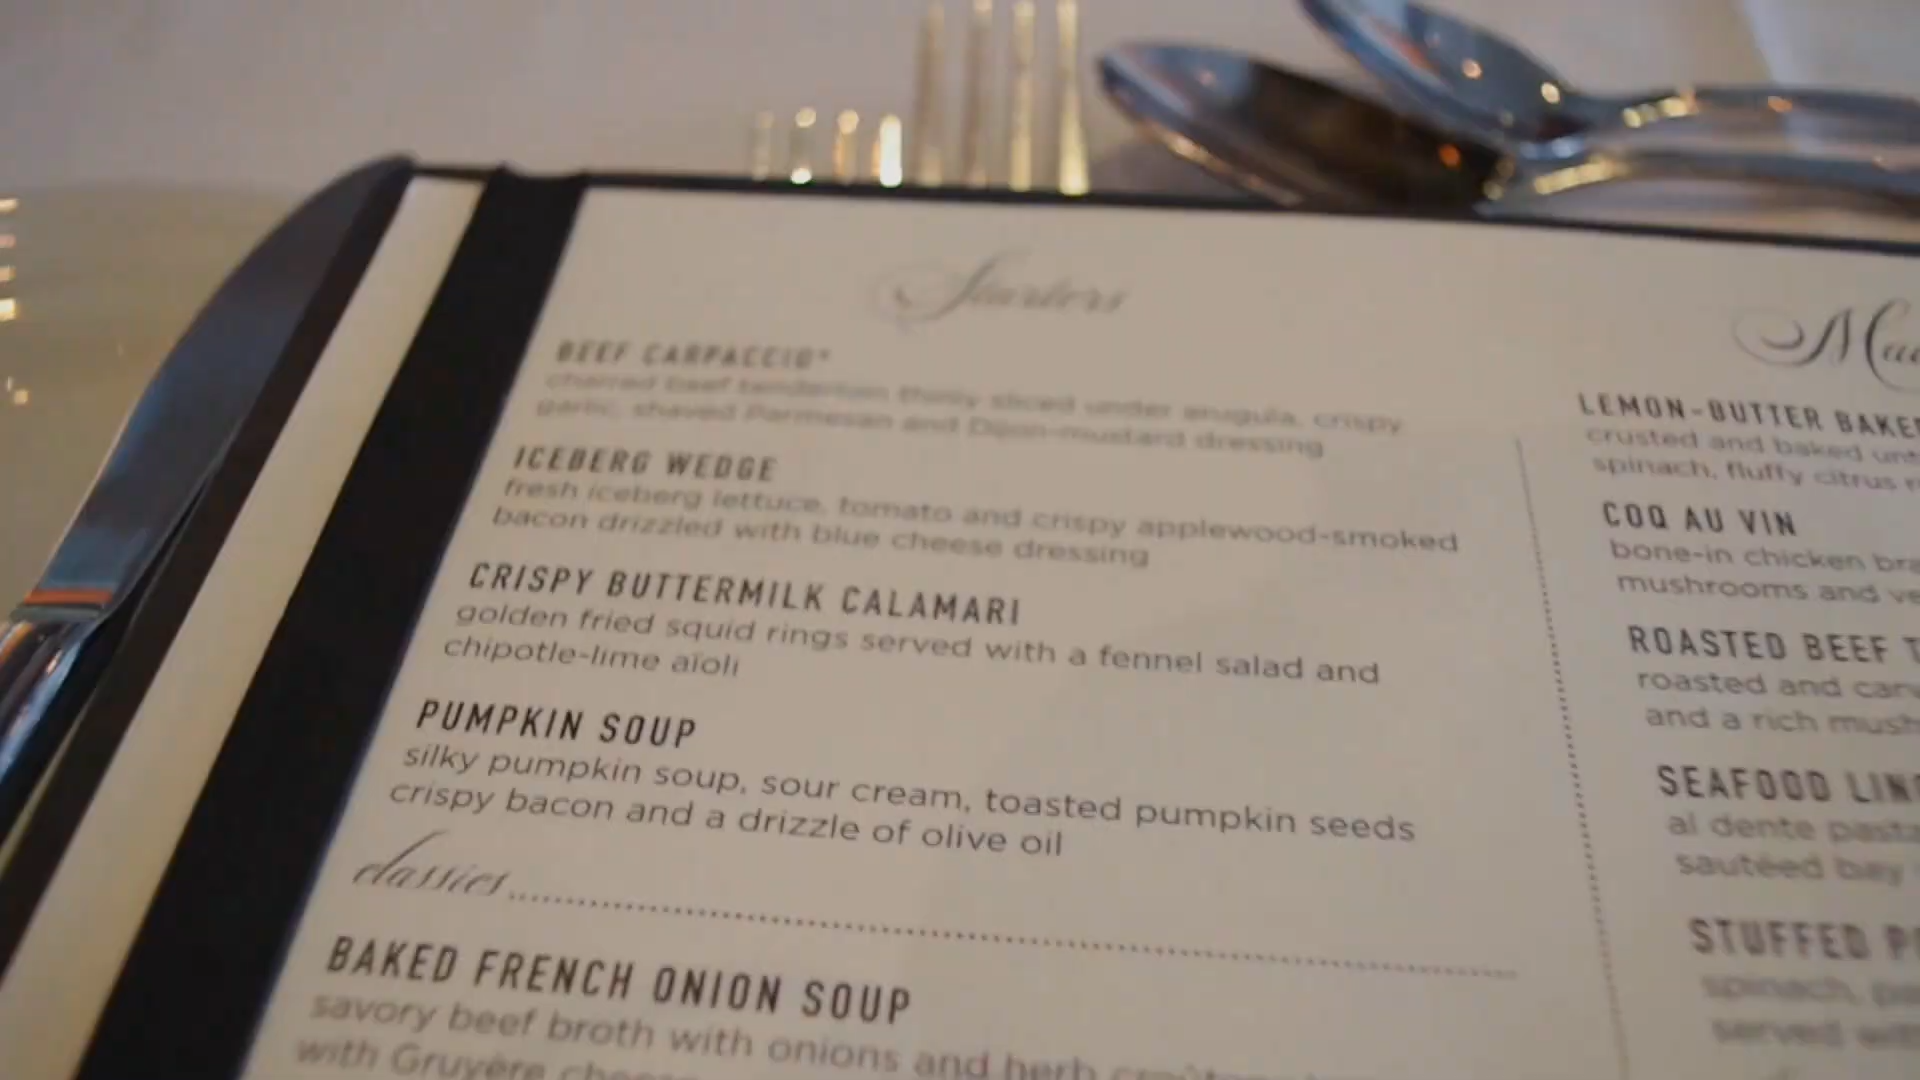 Starters
BEEF CARPACCIO*
charred beef tenderloin thinly sliced under arugula, crispy
garlic, shaved Parmesan and Dijon-mustard dressing
ICEBERG WEDGE
fresh iceberg lettuce, tomato and crispy applewood-smoked
bacon drizzled with blue cheese dressing
CRISPY BUTTERMILK CALAMARI
golden fried squid rings served with a fennel salad and
chipotle-lime aïoli
PUMPKIN SOUP
silky pumpkin soup, sour cream, toasted pumpkin seeds
crispy bacon and a drizzle of olive oil
classics
BAKED FRENCH ONION SOUP
savory beef broth with onions and herb
with Gruyère
LEMON-BUTTER
crusted and baked
spinach, fluffy citrus
COQ AU VIN
bone-in chicken
mushrooms and
ROASTED BEEF
roasted and
and a rich
SEAFOOD
al dente
sautéed bay
STUFFED
spinach,
served